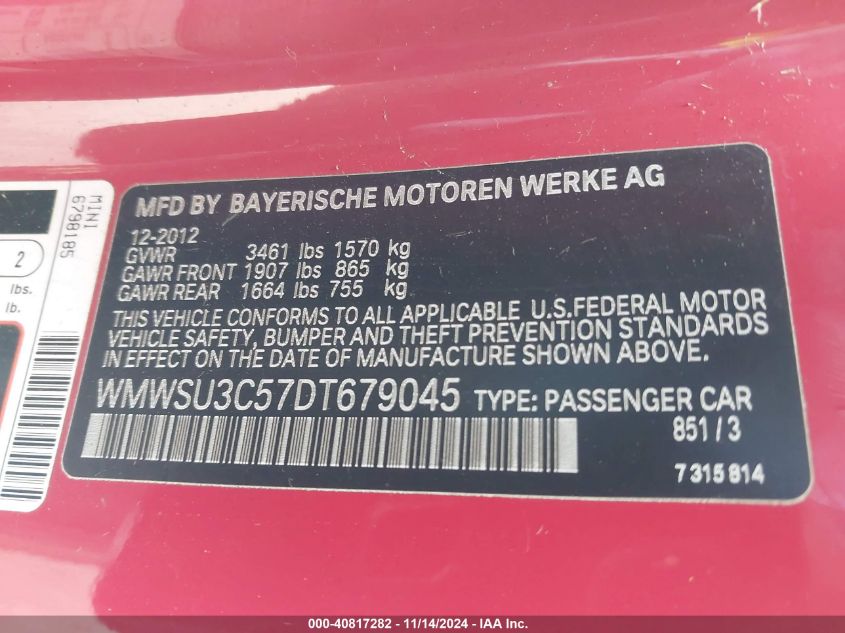 MINI
6798185
2
lbs.
lb.
MFD BY BAYERISCHE MOTOREN WERKE AG
12-2012
GVWR 3461 lbs 1570 kg
GAWR FRONT 1907 lbs 865 kg
GAWR REAR 1664 lbs 755 kg
THIS VEHICLE CONFORMS TO ALL APPLICABLE U.S.FEDERAL MOTOR
VEHICLE SAFETY, BUMPER AND THEFT PREVENTION STANDARDS
IN EFFECT ON THE DATE OF MANUFACTURE SHOWN ABOVE.
WMWSU3C57DT679045 TYPE: PASSENGER CAR
851/3
7315814
000-40817282 - 11/14/2024 - IAA Inc.